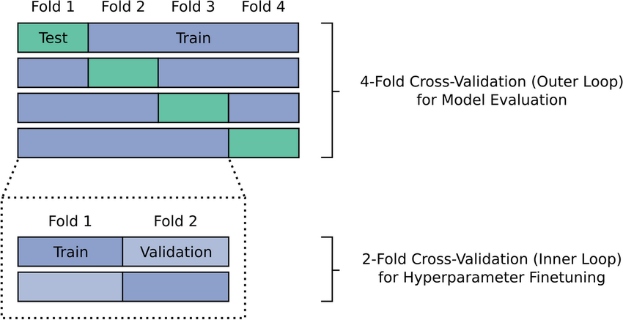 Fold 1 Fold 2 Fold 3 Fold 4
Test Train
4-Fold Cross-Validation (Outer Loop)
for Model Evaluation
Fold 1 Fold 2
Train Validation
2-Fold Cross-Validation (Inner Loop)
for Hyperparameter Finetuning